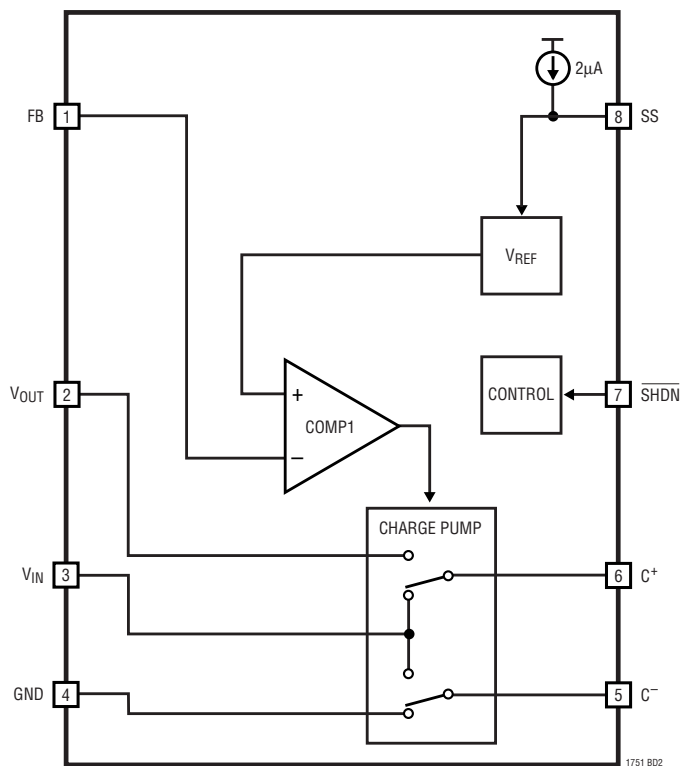 2μA
FB 1
8 SS
VREF
VOUT 2
+
COMP1
−
CONTROL
7 SHDN
CHARGE PUMP
VIN 3
6 C+
GND 4
5 C−
1751 BD2